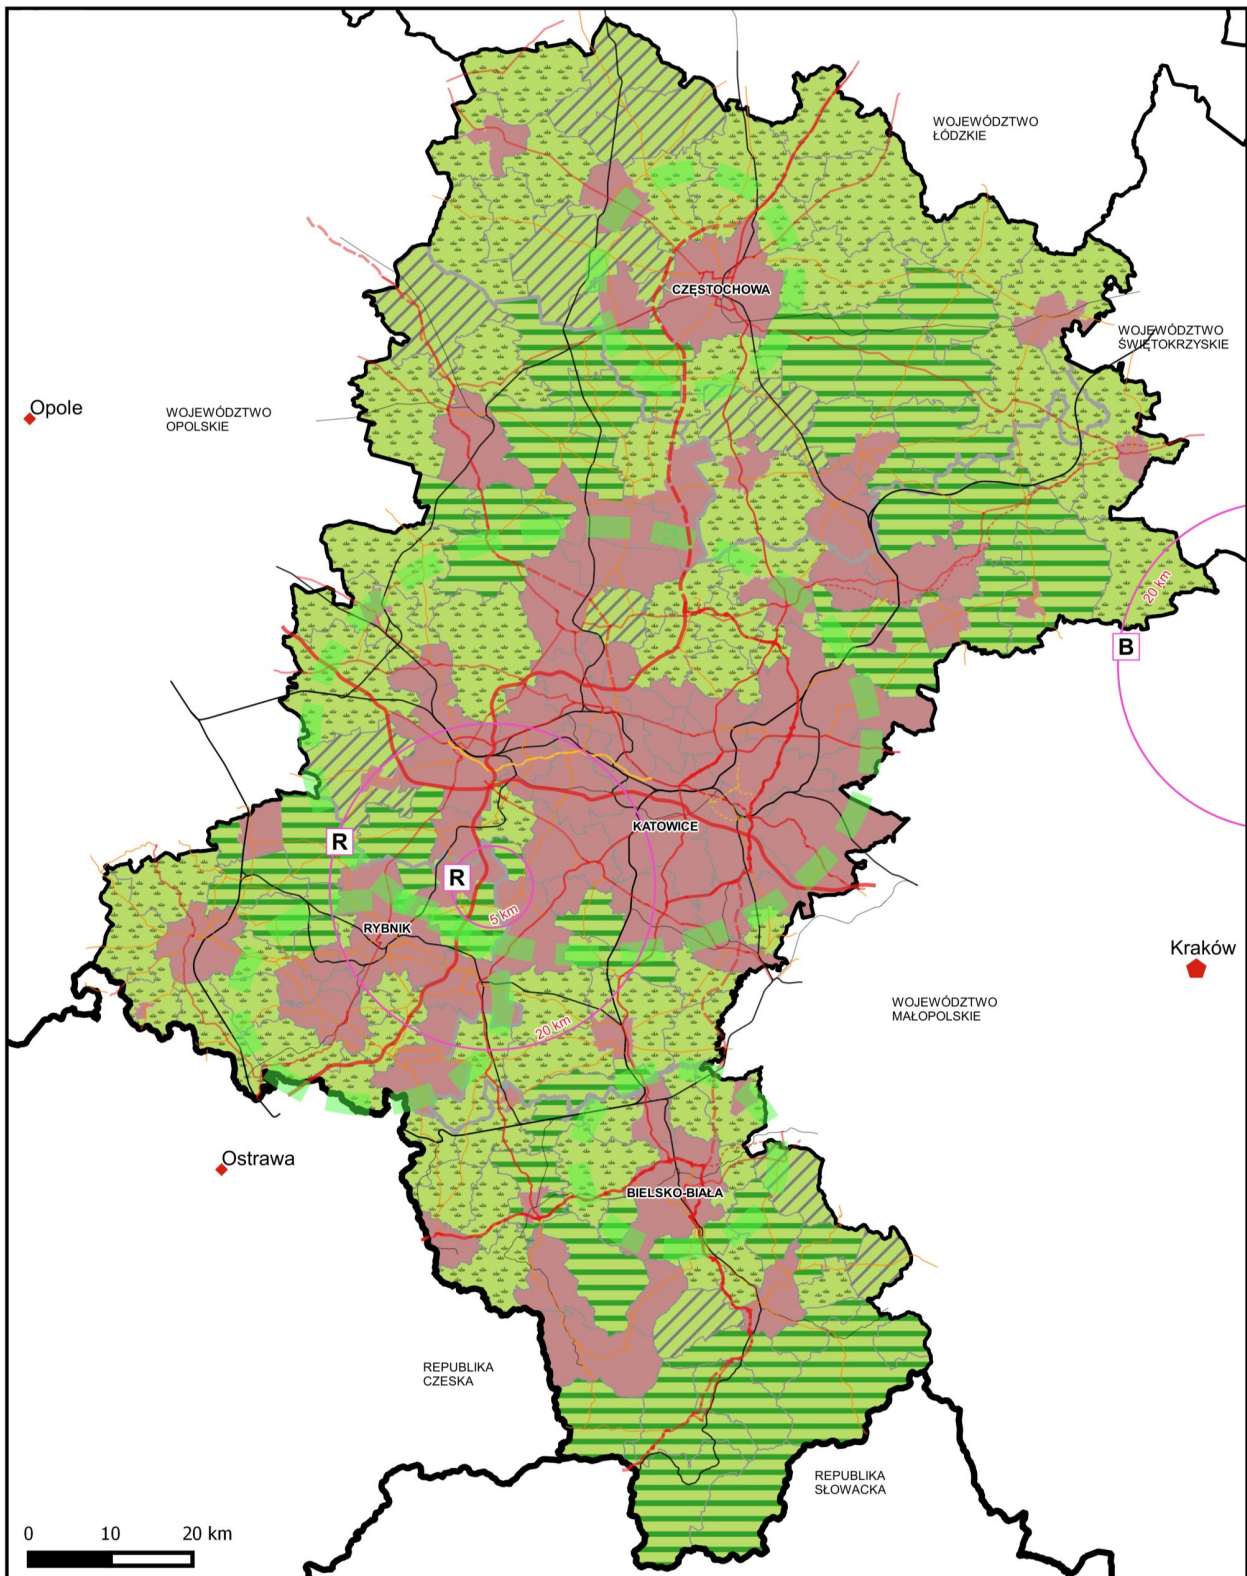 WOJEWÓDZTWO
ŁÓDZKIE
CZĘSTOCHOWA
WOJEWÓDZTWO
ŚWIĘTOKRZYSKIE
Opole
WOJEWÓDZTWO
OPOLSKIE
20 km
B
KATOWICE
R
R
5 km
RYBNIK
Kraków
WOJEWÓDZTWO
MAŁOPOLSKIE
20 km
Ostrawa
BIELSKO-BIAŁA
REPUBLIKA
CZESKA
REPUBLIKA
SŁOWACKA
0 10 20 km